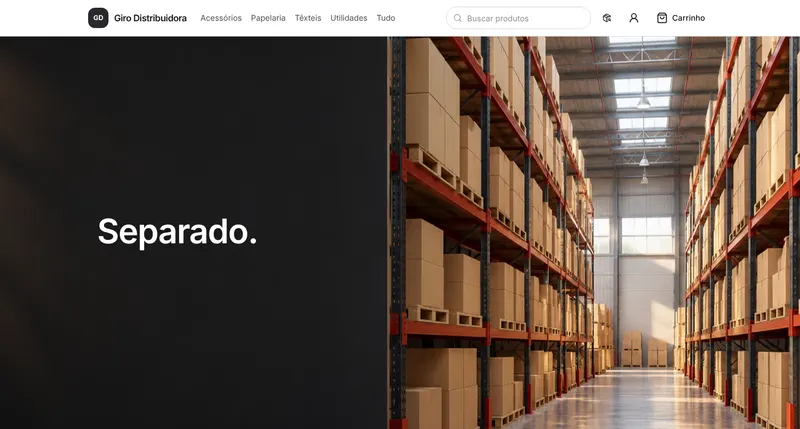 GD
Giro Distribuidora
Acessórios
Papelaria
Têxteis
Utilidades
Tudo
Buscar produtos
Carrinho
Separado.